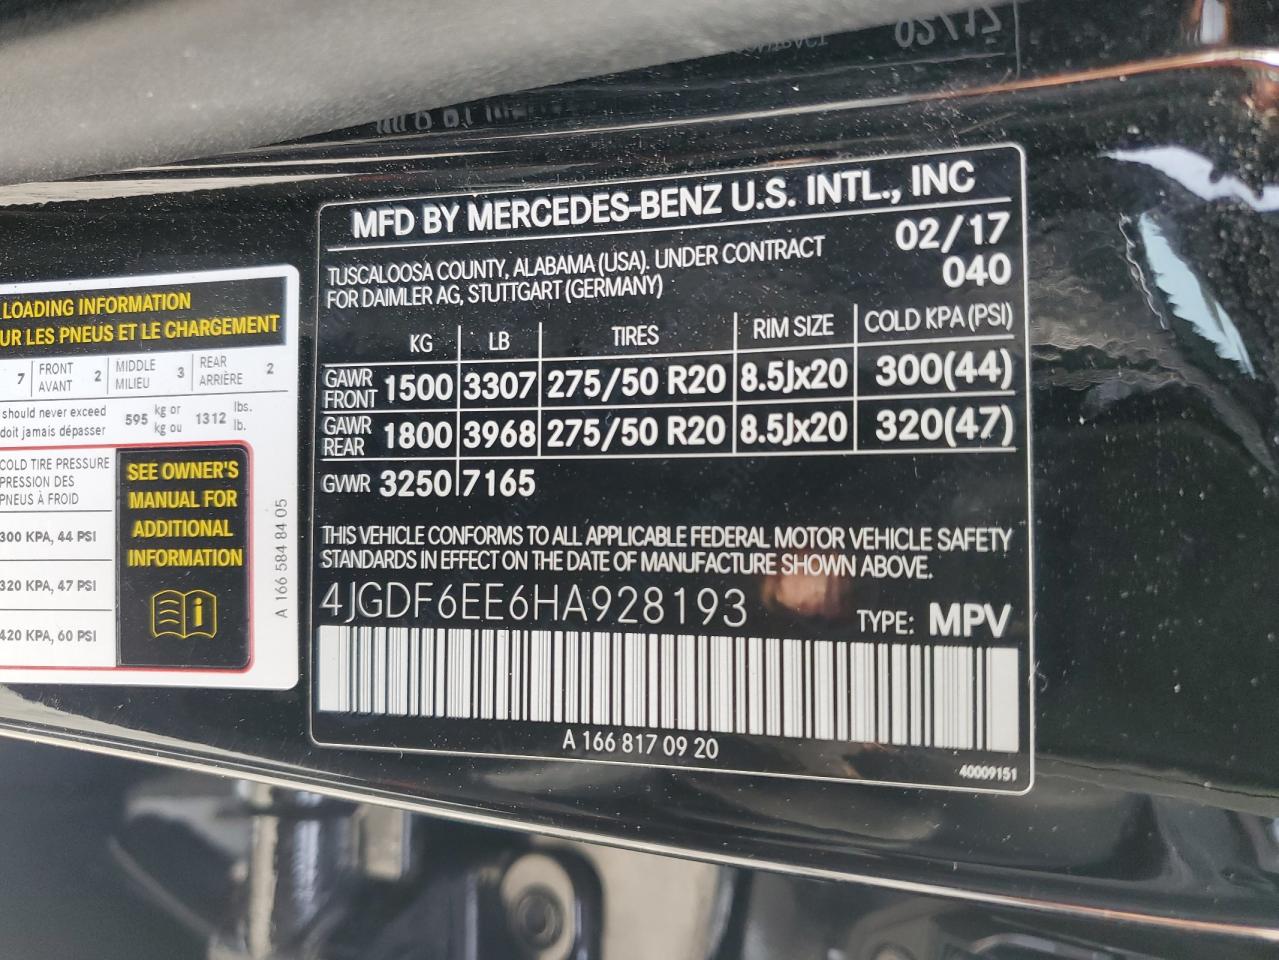 LOADING INFORMATION
UR LES PNEUS ET LE CHARGEMENT
7 FRONT AVANT 2 MIDDLE MILIEU 3 REAR ARRIÈRE 2
should never exceed
doit jamais dépasser
595 kg or kg ou 1312 lbs. lb.
COLD TIRE PRESSURE
PRESSION DES
PNEUS À FROID
300 KPA, 44 PSI
320 KPA, 47 PSI
420 KPA, 60 PSI
SEE OWNER'S
MANUAL FOR
ADDITIONAL
INFORMATION
A 166 584 84 05
MFD BY MERCEDES-BENZ U.S. INTL., INC
TUSCALOOSA COUNTY, ALABAMA (USA). UNDER CONTRACT
FOR DAIMLER AG, STUTTGART (GERMANY)
02/17
040
KG LB TIRES RIM SIZE COLD KPA (PSI)
GAWR FRONT 1500 3307 275/50 R20 8.5Jx20 300(44)
GAWR REAR 1800 3968 275/50 R20 8.5Jx20 320(47)
GVWR 3250 7165
THIS VEHICLE CONFORMS TO ALL APPLICABLE FEDERAL MOTOR VEHICLE SAFETY
STANDARDS IN EFFECT ON THE DATE OF MANUFACTURE SHOWN ABOVE.
4JGDF6EE6HA928193 TYPE: MPV
A 166 817 09 20
40009151